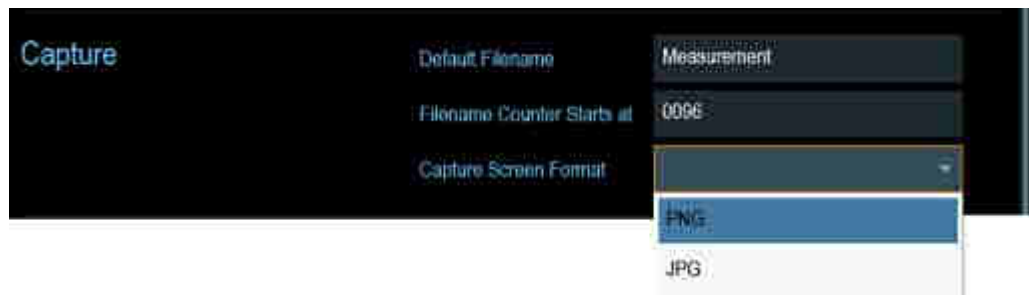 Capture
Default Filename
Measurement
Filename Counter Starts at
0096
Capture Screen Format
PNG
JPG